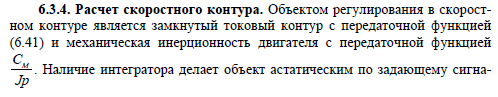 6.3.4. Расчет скоростного контура. Объектом регулирования в скорост-
ном контуре является замкнутый токовый контур с передаточной функцией
(6.41) и механическая инерционность двигателя с передаточной функцией
C_M / Jp . Наличие интегратора делает объект астатическим по задающему сигна-